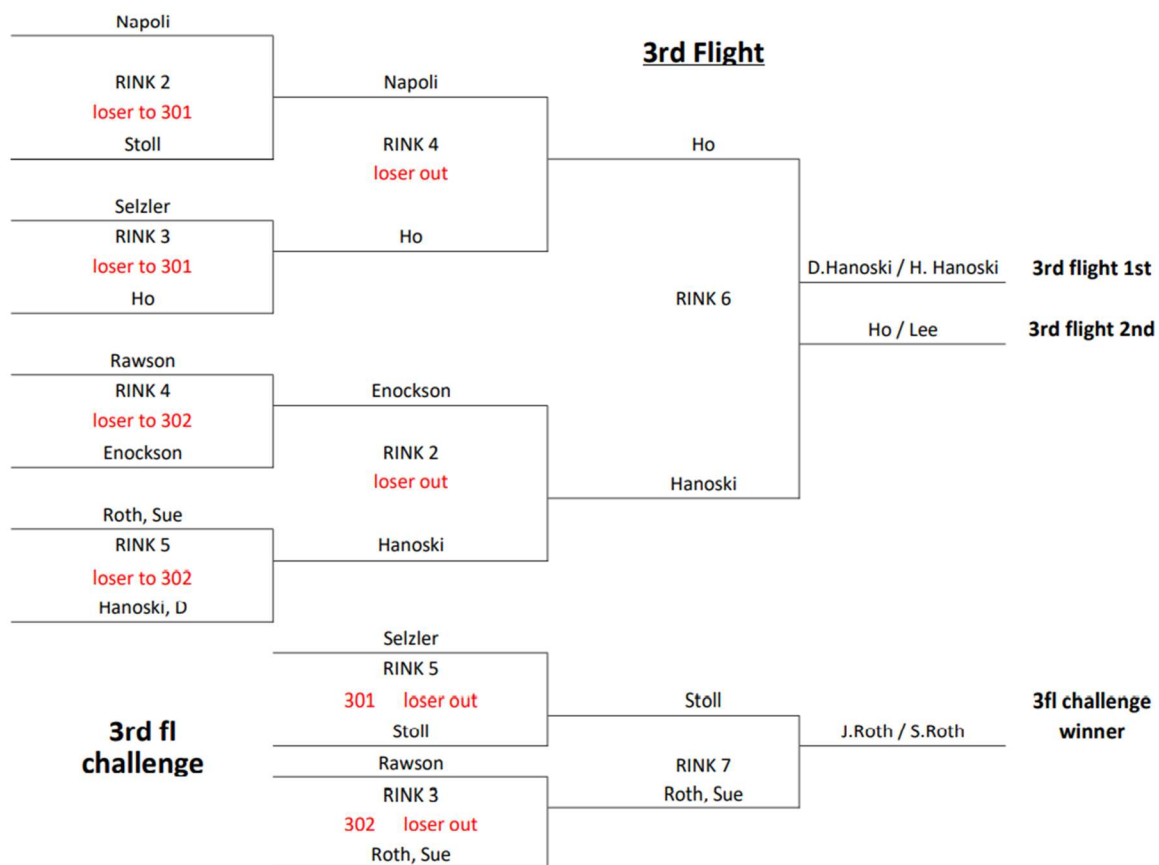 Napoli
3rd Flight
RINK 2
Napoli
loser to 301
Stoll
RINK 4
Ho
loser out
Selzler
RINK 3
Ho
loser to 301
D.Hanoski / H. Hanoski
3rd flight 1st
Ho
RINK 6
Ho / Lee
3rd flight 2nd
Rawson
RINK 4
Enockson
loser to 302
Enockson
RINK 2
loser out
Hanoski
Roth, Sue
RINK 5
Hanoski
loser to 302
Hanoski, D
Selzler
RINK 5
301 loser out
Stoll
3fl challenge
winner
3rd fl
challenge
Stoll
J.Roth / S.Roth
Rawson
RINK 7
RINK 3
Roth, Sue
302 loser out
Roth, Sue